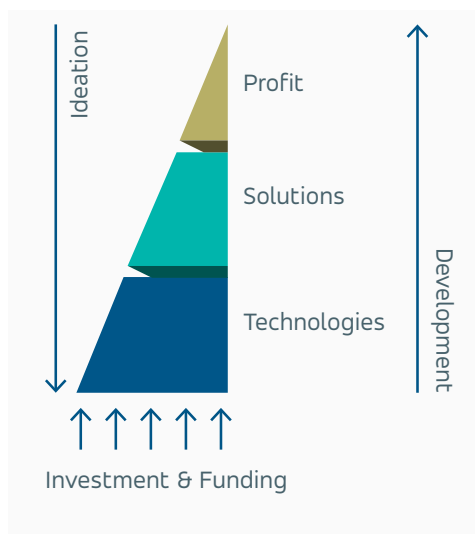 Ideation
Profit
Solutions
Technologies
Development
Investment & Funding